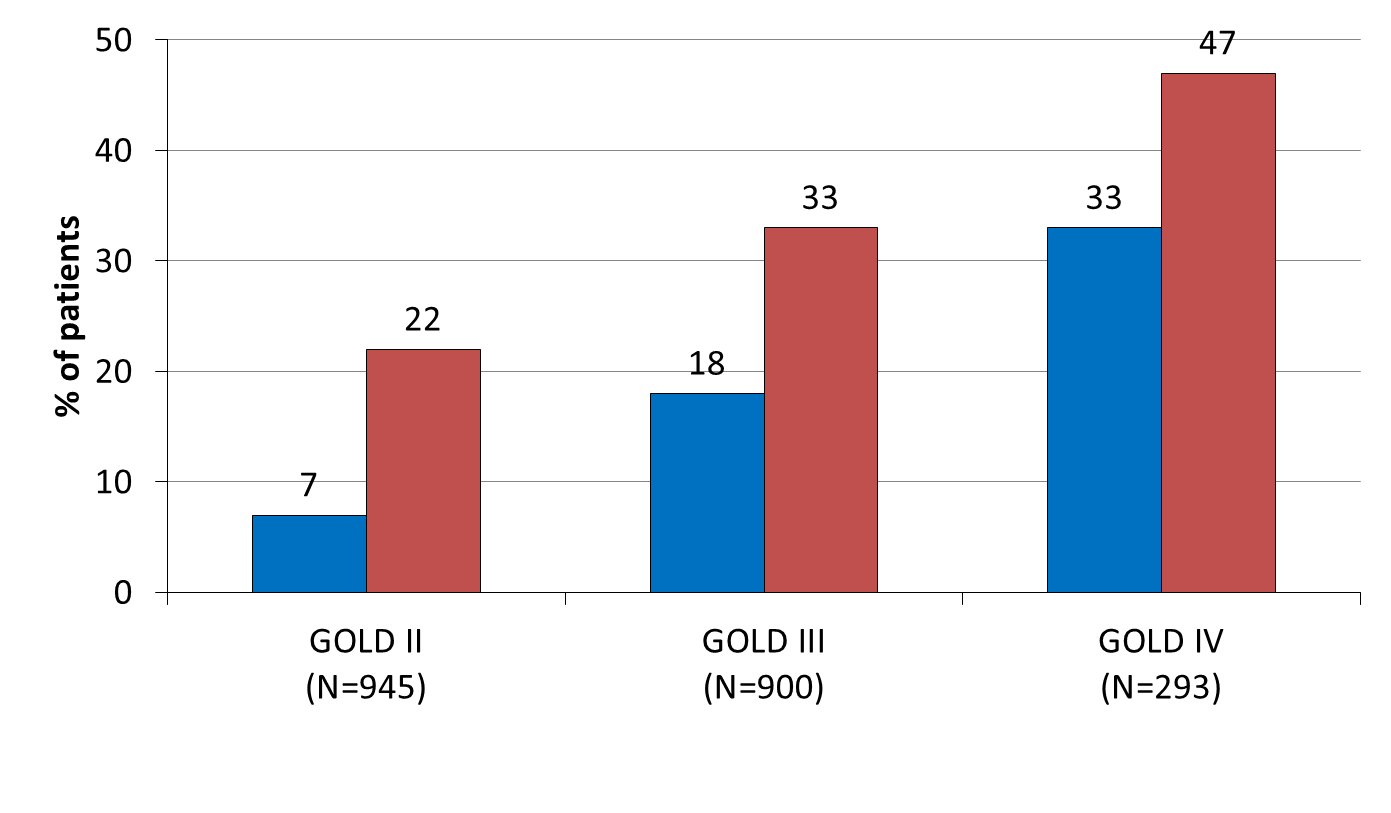 50
47
40
33
33
30
22
18
20
7
10
0
% of patients
GOLD II
(N=945)
GOLD III
(N=900)
GOLD IV
(N=293)